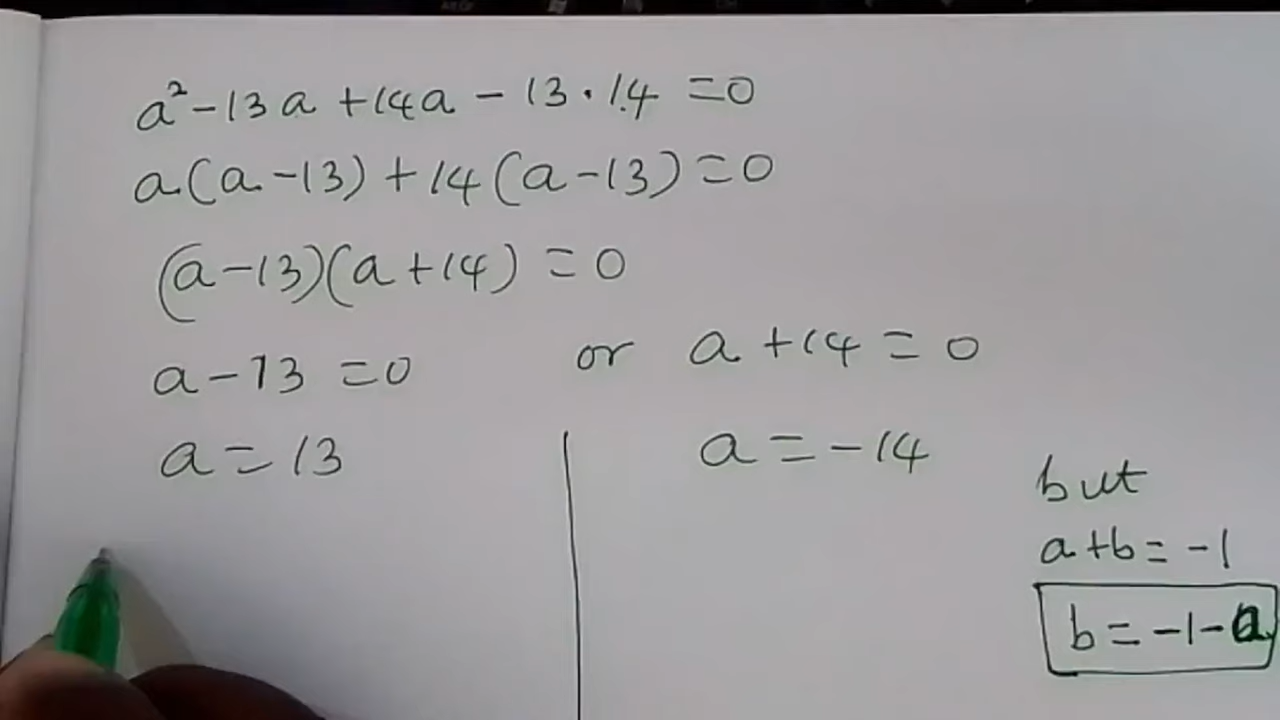 a² - 13a + 14a - 13 · 14 = 0
a(a - 13) + 14(a - 13) = 0
(a - 13)(a + 14) = 0
a - 13 = 0 or a + 14 = 0
a = 13
a = -14
but
a + b = -1
b = -1 - a